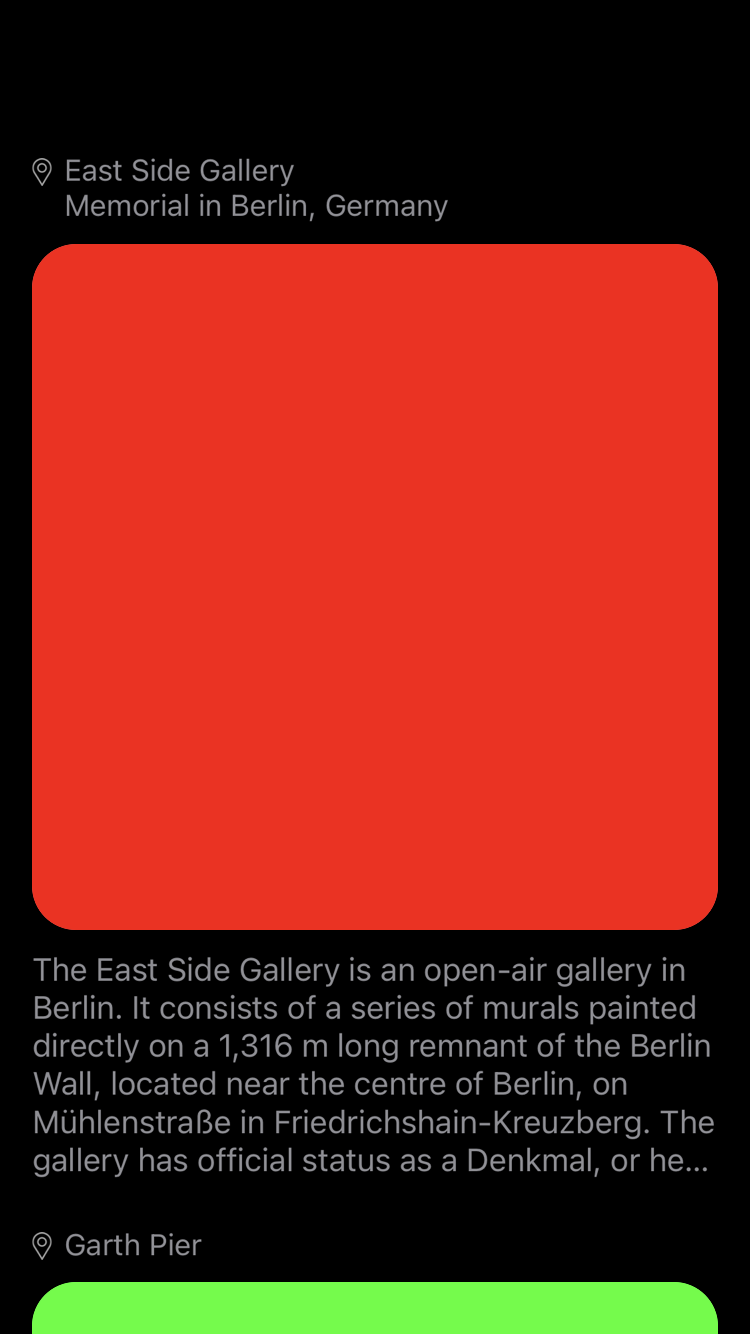 East Side Gallery
Memorial in Berlin, Germany
The East Side Gallery is an open-air gallery in
Berlin. It consists of a series of murals painted
directly on a 1,316 m long remnant of the Berlin
Wall, located near the centre of Berlin, on
Mühlenstraße in Friedrichshain-Kreuzberg. The
gallery has official status as a Denkmal, or he...
Garth Pier